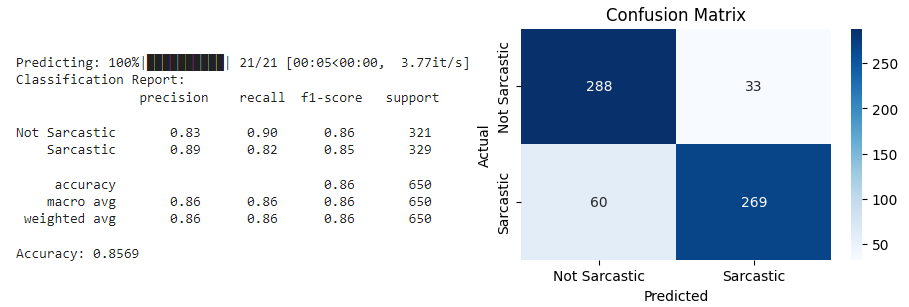 Predicting: 100%|██████████| 21/21 [00:05<00:00,  3.77it/s]
Classification Report:
               precision    recall  f1-score   support

Not Sarcastic       0.83      0.90      0.86       321
    Sarcastic       0.89      0.82      0.85       329

     accuracy                           0.86       650
    macro avg       0.86      0.86      0.86       650
 weighted avg       0.86      0.86      0.86       650

Accuracy: 0.8569
Confusion Matrix
Actual
Not Sarcastic
288 33
Sarcastic
60 269
Not Sarcastic Sarcastic
Predicted
250
200
150
100
50